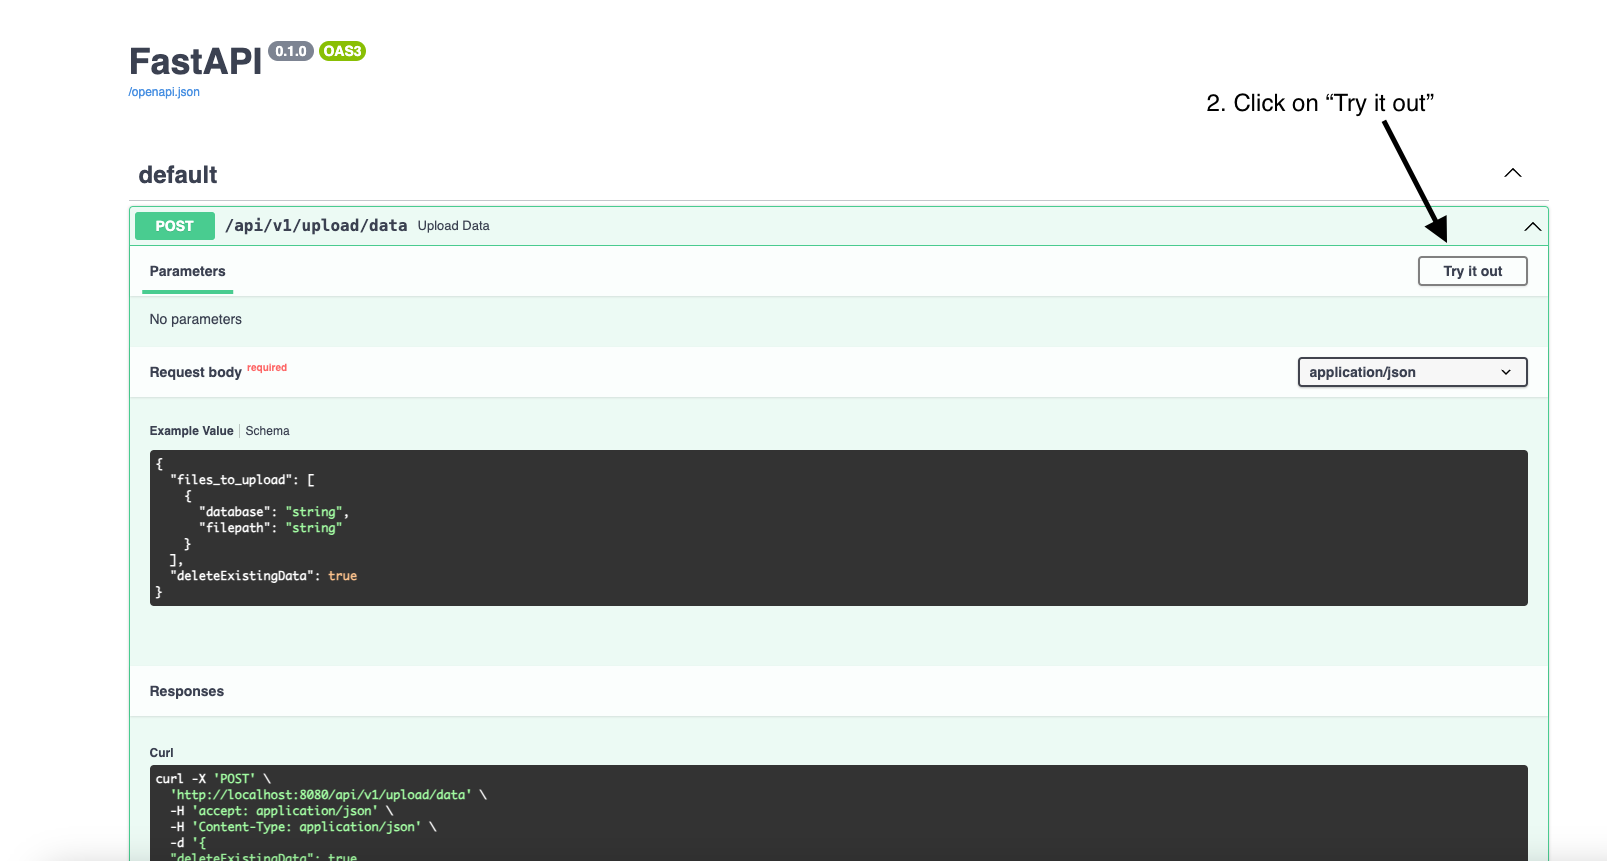 FastAPI 0.1.0 OAS3
/openapi.json
2. Click on “Try it out”
default
POST /api/v1/upload/data Upload Data
Parameters
Try it out
No parameters
Request body required
application/json
Example Value | Schema
{
  "files_to_upload": [
    {
      "database": "string",
      "filepath": "string"
    }
  ],
  "deleteExistingData": true
}
Responses
Curl
curl -X 'POST' \
  'http://localhost:8080/api/v1/upload/data' \
  -H 'accept: application/json' \
  -H 'Content-Type: application/json' \
  -d '{
  "deleteExistingData": true